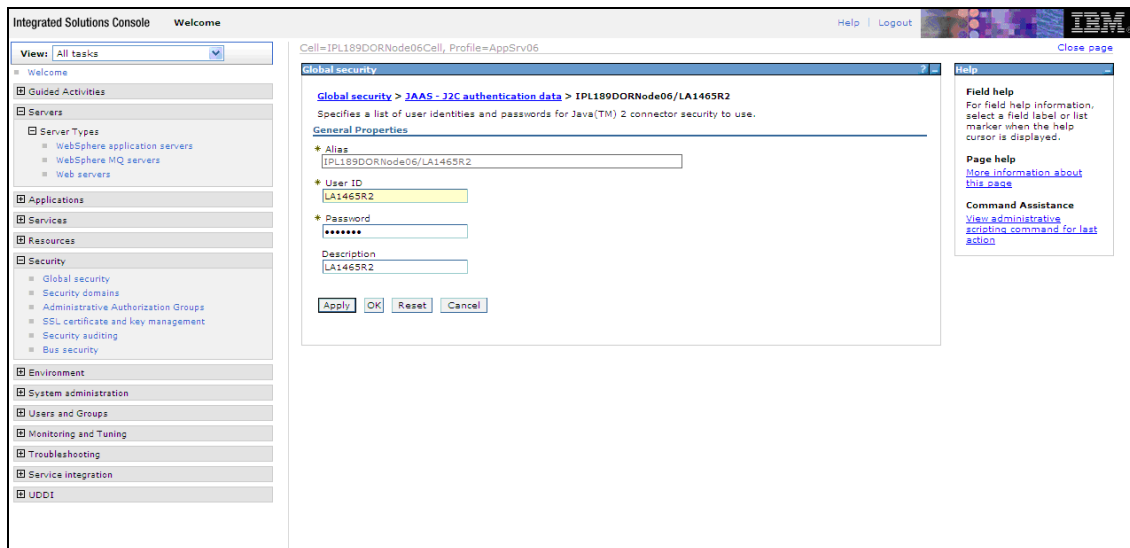 Integrated Solutions Console Welcome Help | Logout IBM.
View: All tasks
Cell=IPL189DORNode06Cell, Profile=AppSrv06 Close page
Welcome
Guided Activities
Servers
Server Types
WebSphere application servers
WebSphere MQ servers
Web servers
Applications
Services
Resources
Security
Global security
Security domains
Administrative Authorization Groups
SSL certificate and key management
Security auditing
Bus security
Environment
System administration
Users and Groups
Monitoring and Tuning
Troubleshooting
Service integration
UDDI
Global security ? _
Global security > JAAS - J2C authentication data > IPL189DORNode06/LA1465R2
Specifies a list of user identities and passwords for Java(TM) 2 connector security to use.
General Properties
* Alias
IPL189DORNode06/LA1465R2
* User ID
LA1465R2
* Password
•••••••
Description
LA1465R2
Apply OK Reset Cancel
Help _
Field help
For field help information,
select a field label or list
marker when the help
cursor is displayed.
Page help
More information about
this page
Command Assistance
View administrative
scripting command for last
action